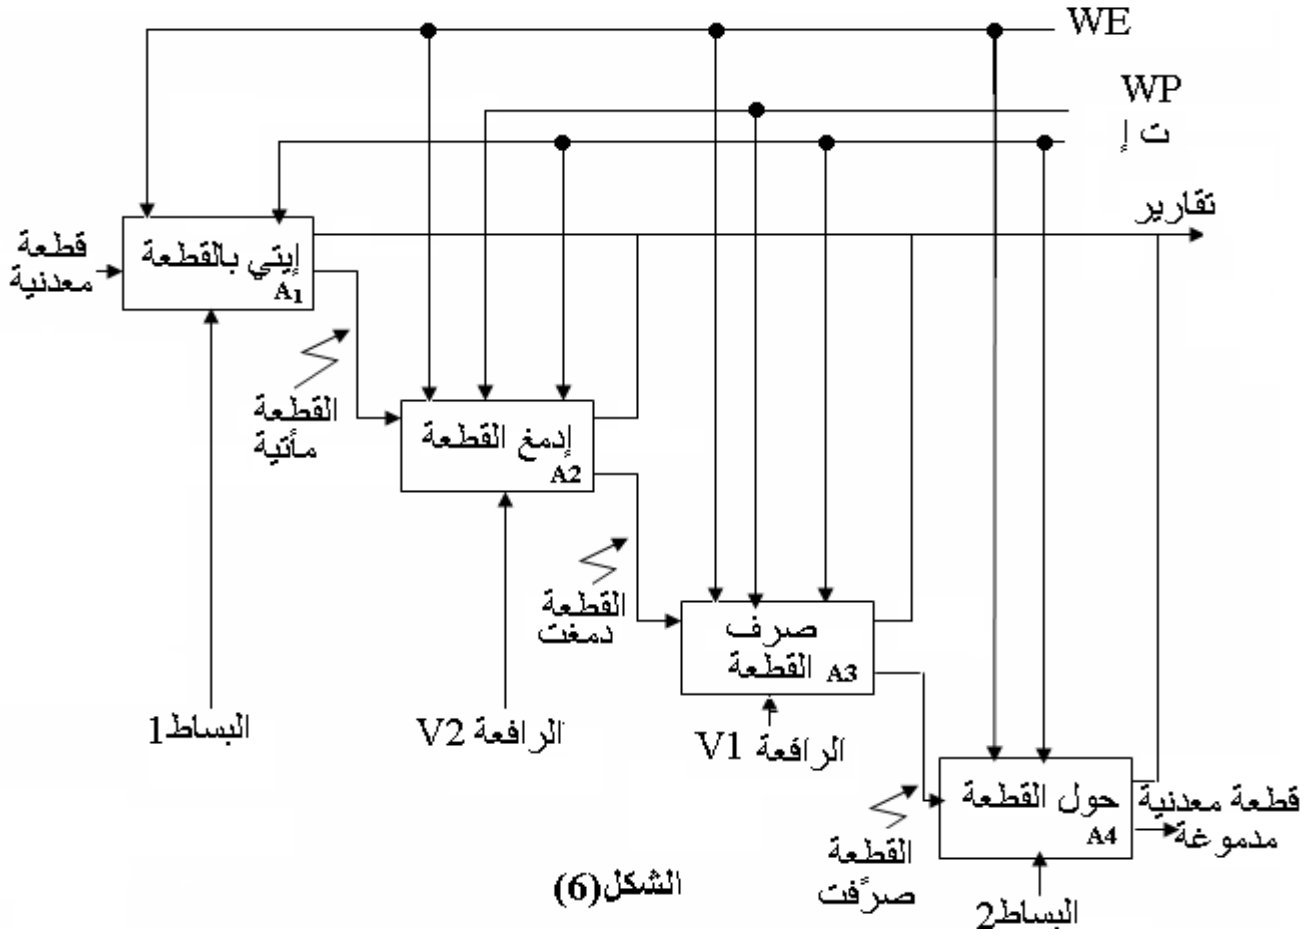 WE
WP
ت إ
تقارير
قطعة
معدنية
إيتي بالقطعة
A1
القطعة
مأتية
إدمغ القطعة
A2
القطعة
دمغت
صرف
القطعة A3
البساط1
الرافعة V2
الرافعة V1
حول القطعة
A4
قطعة معدنية
مدموغة
القطعة
صرًفت
البساط2
الشكل(6)